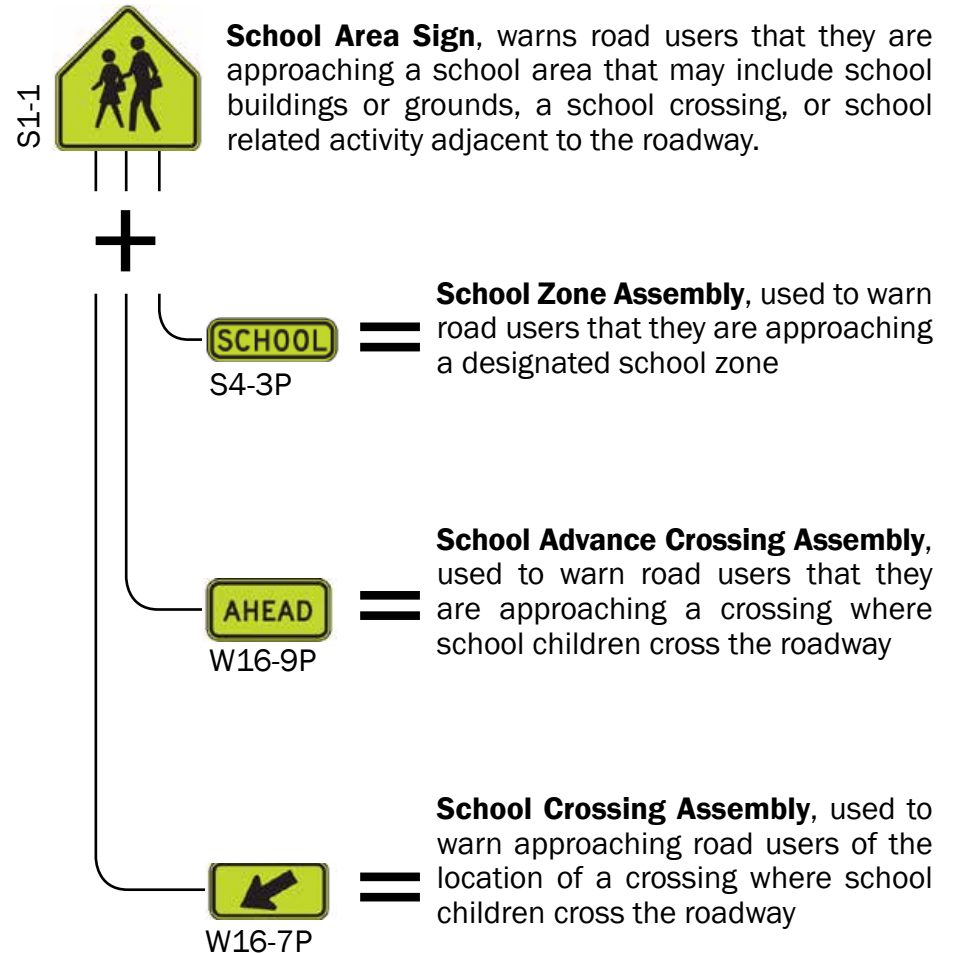 S1-1
School Area Sign, warns road users that they are
approaching a school area that may include school
buildings or grounds, a school crossing, or school
related activity adjacent to the roadway.
SCHOOL
S4-3P
School Zone Assembly, used to warn
road users that they are approaching
a designated school zone
AHEAD
W16-9P
School Advance Crossing Assembly,
used to warn road users that they
are approaching a crossing where
school children cross the roadway
W16-7P
School Crossing Assembly, used to
warn approaching road users of the
location of a crossing where school
children cross the roadway